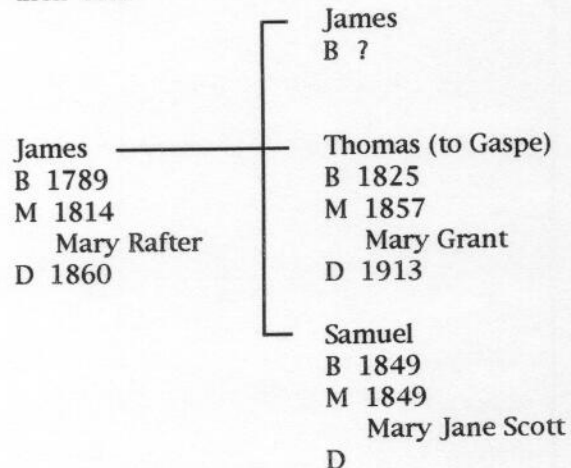 James
B ?
James
B 1789
M 1814
Mary Rafter
D 1860
Thomas (to Gaspe)
B 1825
M 1857
Mary Grant
D 1913
Samuel
B 1849
M 1849
Mary Jane Scott
D